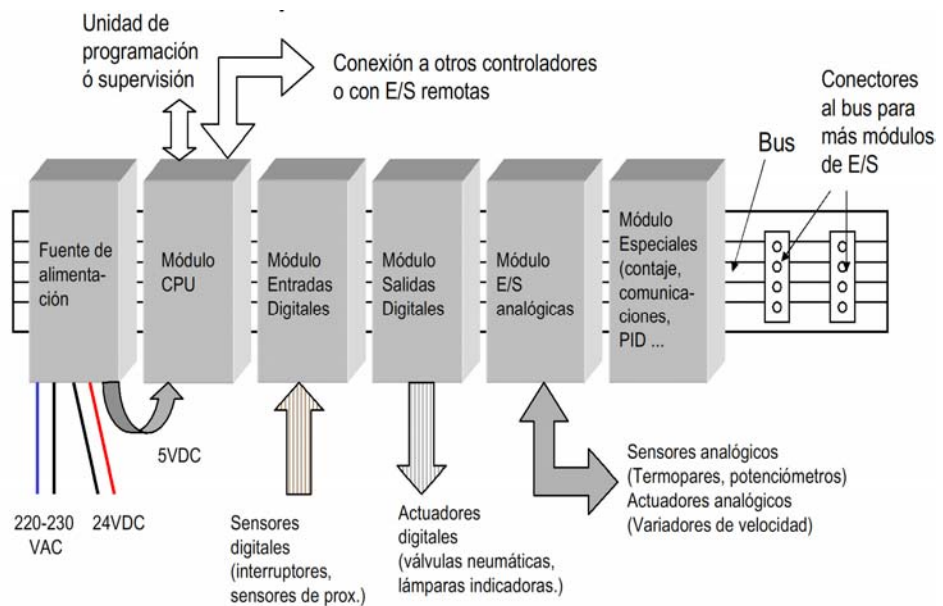 Unidad de
programación
ó supervisión
Conexión a otros controladores
o con E/S remotas
Conectores
al bus para
más módulos
de E/S
Bus
Fuente de
alimenta-
ción
Módulo
CPU
Módulo
Entradas
Digitales
Módulo
Salidas
Digitales
Módulo
E/S
analógicas
Módulo
Especiales
(contaje,
comunica-
ciones,
PID ...
5VDC
220-230
VAC
24VDC
Sensores
digitales
(interruptores,
sensores de prox.)
Actuadores
digitales
(válvulas neumáticas,
lámparas indicadoras.)
Sensores analógicos
(Termopares, potenciómetros)
Actuadores analógicos
(Variadores de velocidad)